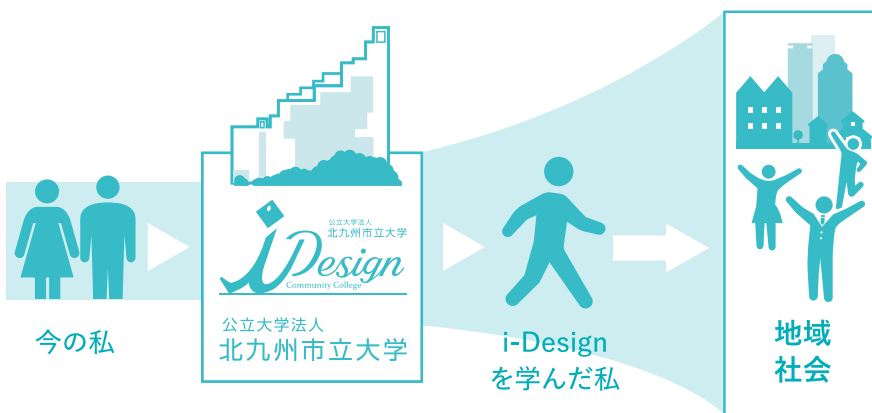 今の私
公立大学法人
北九州市立大学
iDesign
Community College
公立大学法人
北九州市立大学
i-Design
を学んだ私
地域
社会